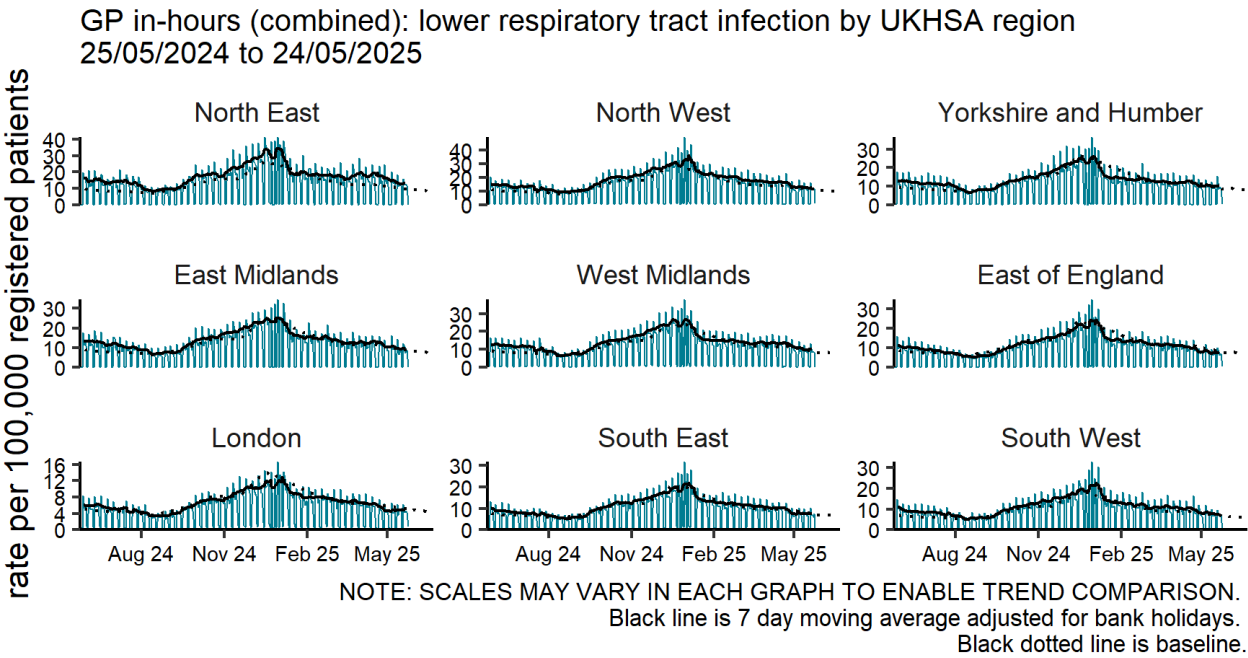 GP in-hours (combined): lower respiratory tract infection by UKHSA region
25/05/2024 to 24/05/2025
rate per 100,000 registered patients
North East
40
30
20
10
0
North West
40
30
20
10
0
Yorkshire and Humber
30
20
10
0
East Midlands
30
20
10
0
West Midlands
30
20
10
0
East of England
30
20
10
0
London
16
12
8
4
0
Aug 24 Nov 24 Feb 25 May 25
South East
30
20
10
0
Aug 24 Nov 24 Feb 25 May 25
South West
30
20
10
0
Aug 24 Nov 24 Feb 25 May 25
NOTE: SCALES MAY VARY IN EACH GRAPH TO ENABLE TREND COMPARISON.
Black line is 7 day moving average adjusted for bank holidays.
Black dotted line is baseline.